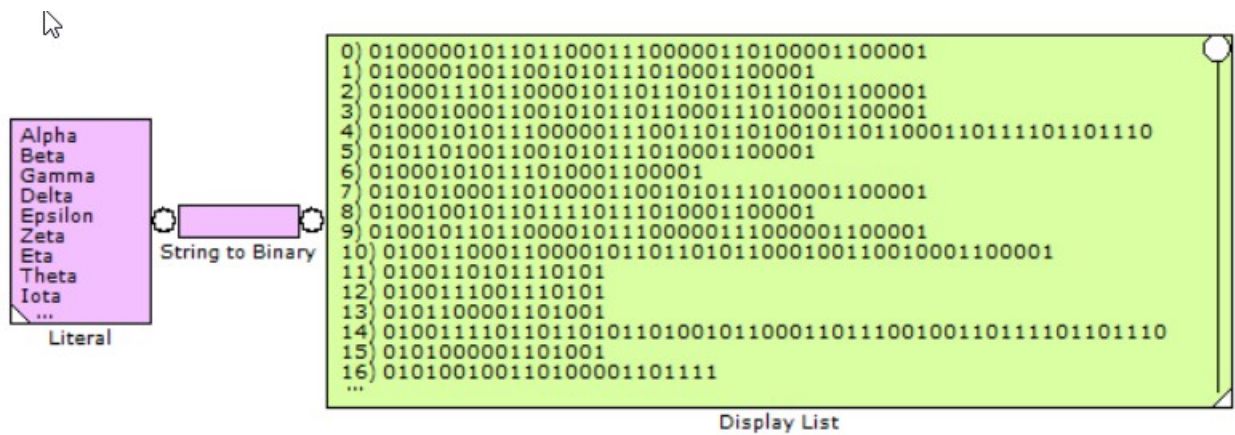 Alpha
Beta
Gamma
Delta
Epsilon
Zeta
Eta
Theta
Iota
...
Literal
String to Binary
0) 0100000101101100011100000110100001100001
1) 01000010011001010111010001100001
2) 0100011101100001011011010110110101100001
3) 0100010001100101011011000111010001100001
4) 01000101011100000111001101101001011011000110111101101110
5) 01011010011001010111010001100001
6) 010001010111010001100001
7) 0101010001101000011001010111010001100001
8) 01001001011011110111010001100001
9) 0100101101100001011100000111000001100001
10) 010011000110000101101101011000100110010001100001
11) 0100110101110101
12) 0100111001110101
13) 0101100001101001
14) 01001111011011010110100101100011011100100110111101101110
15) 0101000001101001
16) 010100100110100001101111
...
Display List